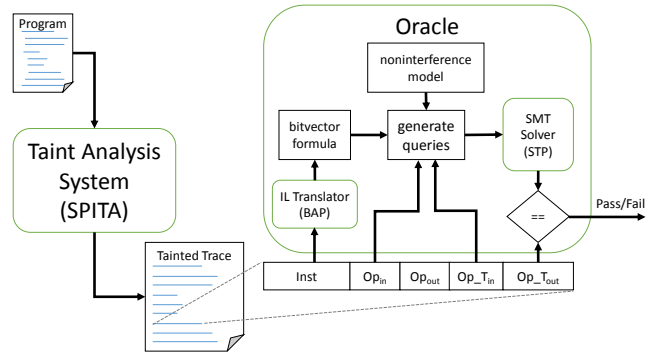 Program
Oracle
noninterference
model
bitvector
formula
generate
queries
SMT
Solver
(STP)
Taint Analysis
System
(SPITA)
IL Translator
(BAP)
==
Pass/Fail
Tainted Trace
Inst Op_in Op_out Op_T_in Op_T_out